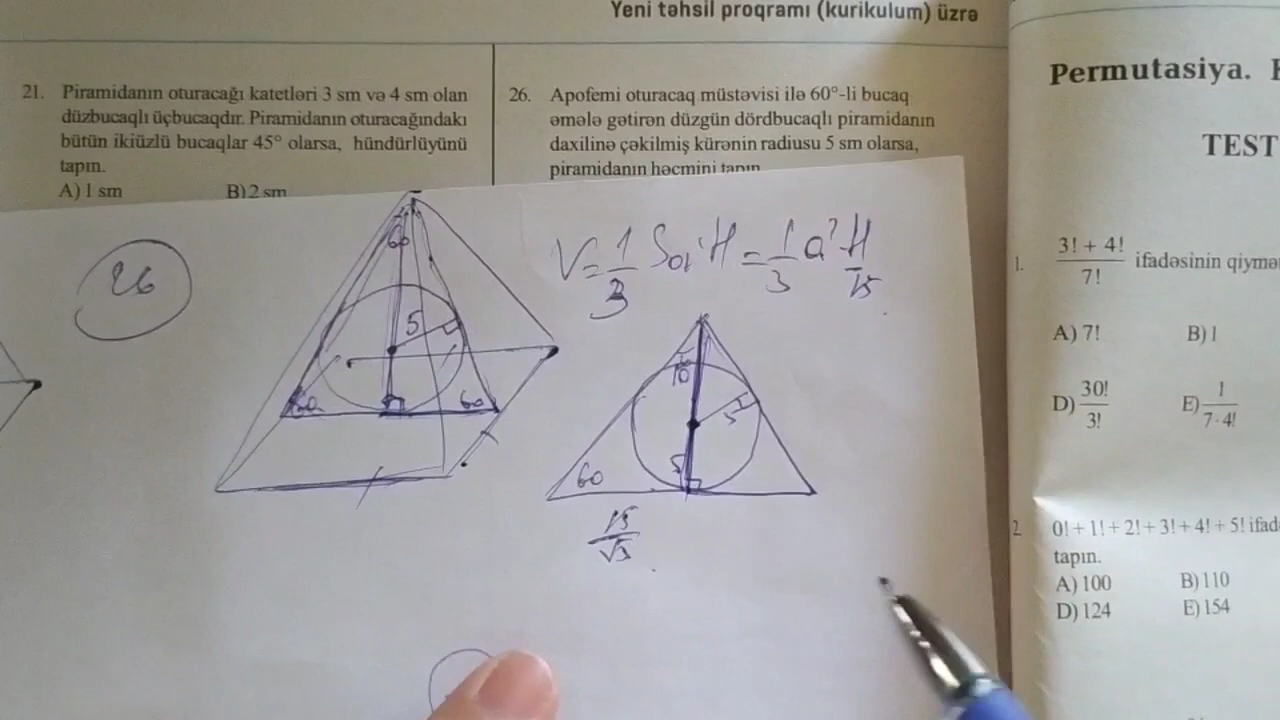 Yeni təhsil proqramı (kurikulum) üzrə
21. Piramidanın oturacağı katetləri 3 sm və 4 sm olan
düzbucaqlı üçbucaqdır. Piramidanın oturacağındakı
bütün ikiüzlü bucaqlar 45° olarsa, hündürlüyünü
tapın.
A) 1 sm B) 2 sm
26. Apofemi oturacaq müstəvisi ilə 60°-li bucaq
əmələ gətirən düzgün dördbucaqlı piramidanın
daxilinə çəkilmiş kürənin radiusu 5 sm olarsa,
piramidanın həcmini tapın.
26
60
5
60
60
V = 1/3 Sot · H = 1/3 a² H
15
10
5
5
60
15/√3
Permutasiya.
TEST
1. (3! + 4!)/7! ifadəsinin
A) 7! B) 1
D) 30!/3! E) 1/(7·4!)
2. 0! + 1! + 2! + 3! + 4! + 5!
tapın.
A) 100 B) 110
D) 124 E) 154